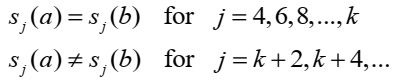 s_j(a) = s_j(b) for j = 4,6,8,...,k
s_j(a) ≠ s_j(b) for j = k+2,k+4,...